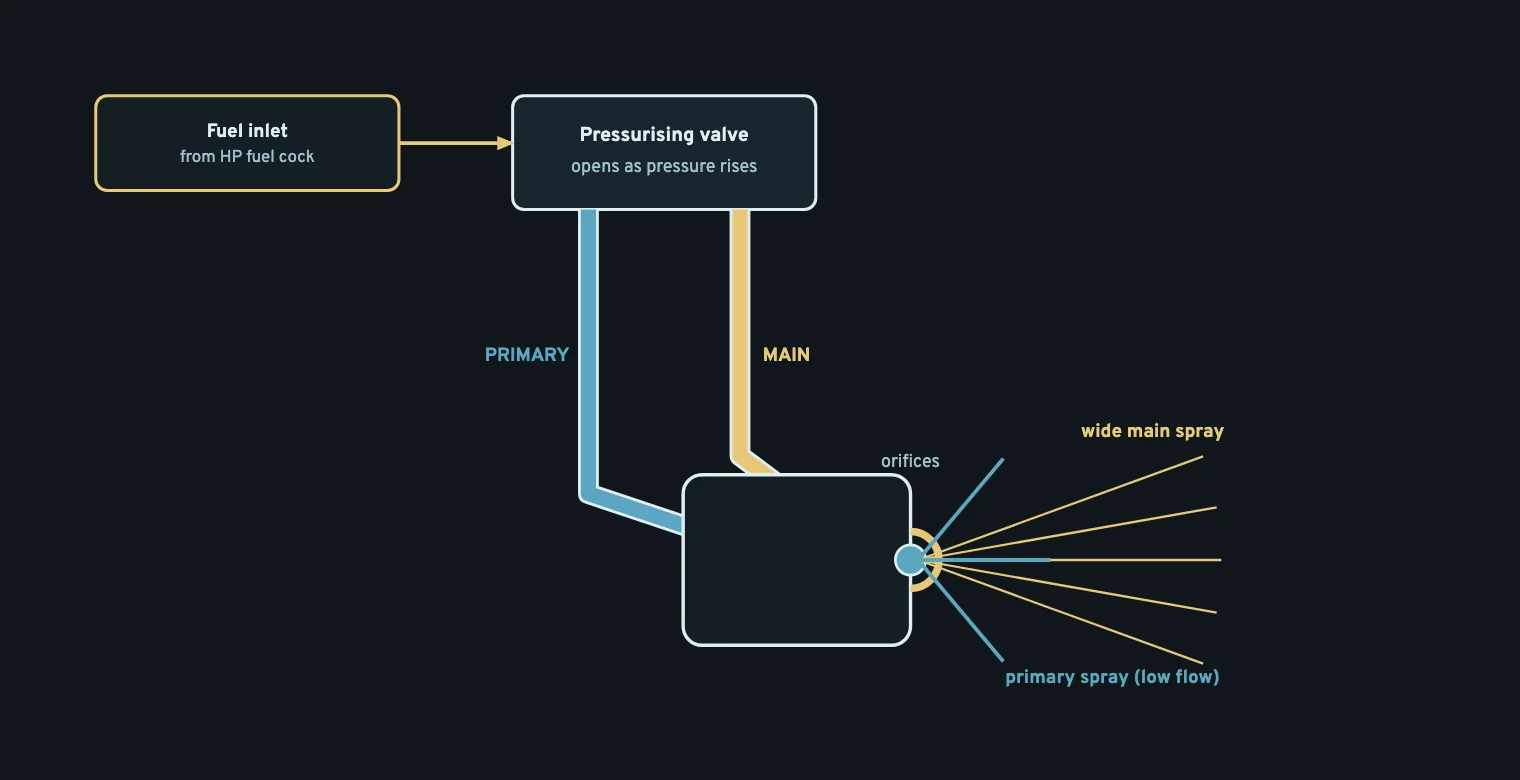 Fuel inlet
from HP fuel cock
Pressurising valve
opens as pressure rises
PRIMARY
MAIN
wide main spray
orifices
primary spray (low flow)